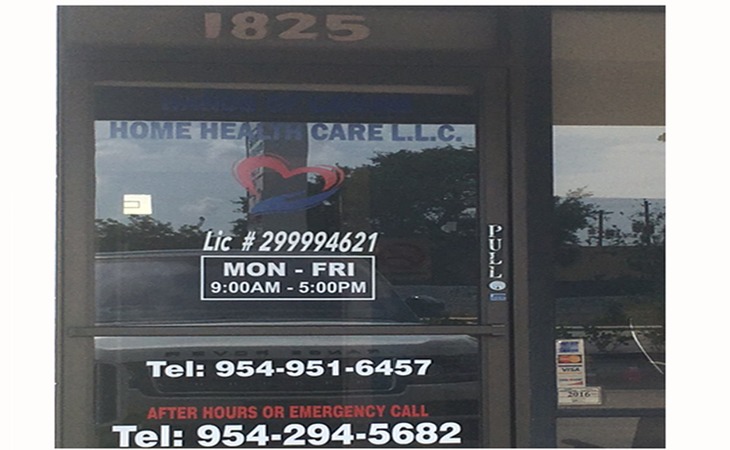 1825
HOME HEALTH CARE L.L.C.
Lic # 299994621
MON - FRI
9:00AM - 5:00PM
PULL
Tel: 954-951-6457
AFTER HOURS OR EMERGENCY CALL
Tel: 954-294-5682
VISA
2016